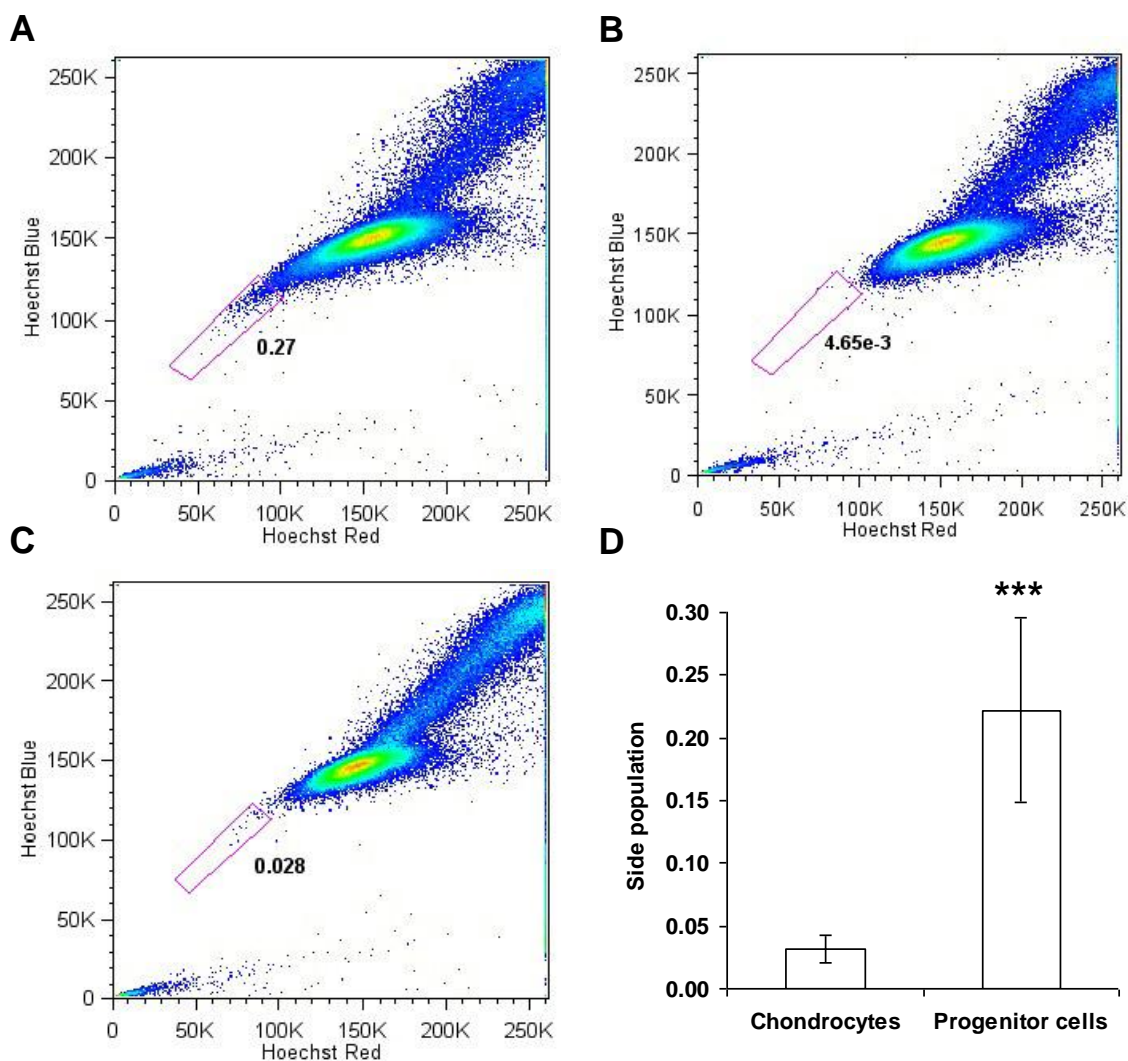 A
250K
200K
150K
100K
50K
0
Hoechst Blue
0.27
0 50K 100K 150K 200K 250K
Hoechst Red
B
250K
200K
150K
100K
50K
0
Hoechst Blue
4.65e-3
0 50K 100K 150K 200K 250K
Hoechst Red
C
250K
200K
150K
100K
50K
0
Hoechst Blue
0.028
0 50K 100K 150K 200K 250K
Hoechst Red
D
***
0.30
0.25
0.20
0.15
0.10
0.05
0.00
Side population
Chondrocytes Progenitor cells